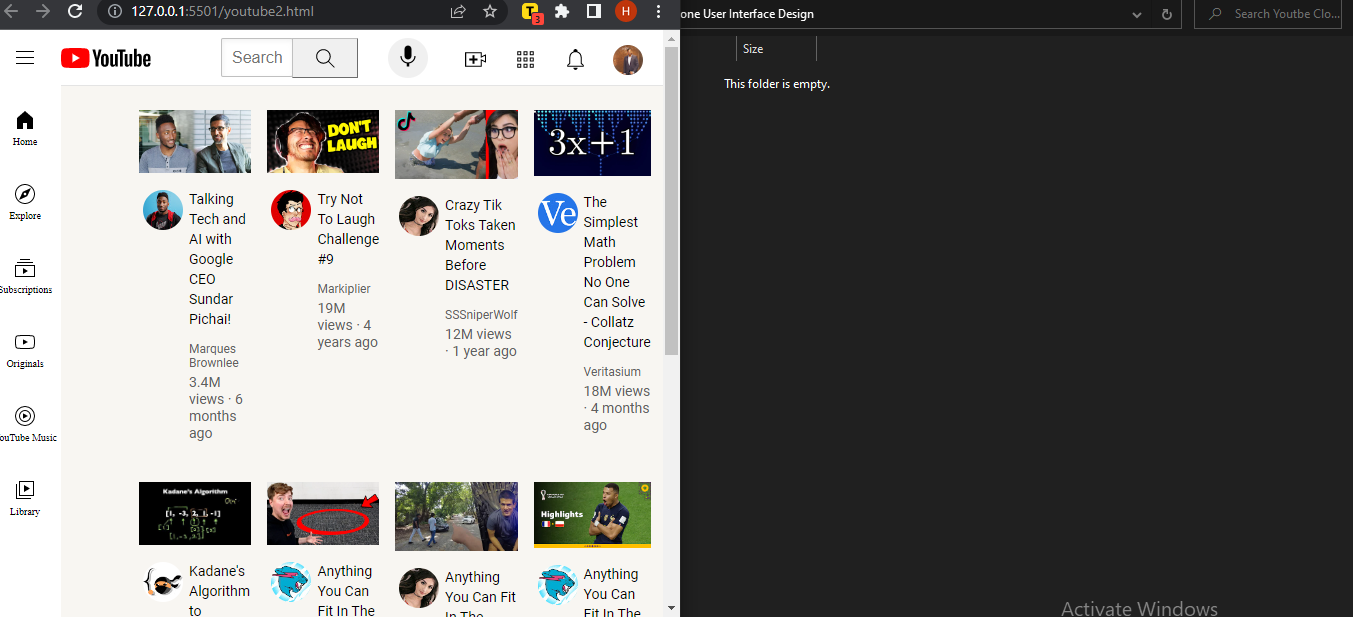 127.0.0.1:5501/youtube2.html
one User Interface Design
Search Youtbe Clo...
3
H
Size
This folder is empty.
YouTube
Search
Home
Explore
Subscriptions
Originals
ouTube Music
Library
DON'T
LAUGH
3x+1
Talking
Tech and
AI with
Google
CEO
Sundar
Pichai!
Marques
Brownlee
3.4M
views · 6
months
ago
Try Not
To Laugh
Challenge
#9
Markiplier
19M
views · 4
years ago
Crazy Tik
Toks Taken
Moments
Before
DISASTER
SSSniperWolf
12M views
· 1 year ago
Ve
The
Simplest
Math
Problem
No One
Can Solve
- Collatz
Conjecture
Veritasium
18M views
· 4 months
ago
Kadane's Algorithm
Highlights
Kadane's
Algorithm
to
Anything
You Can
Fit In The
Anything
You Can Fit
In The
Anything
You Can
Fit In The
Activate Windows